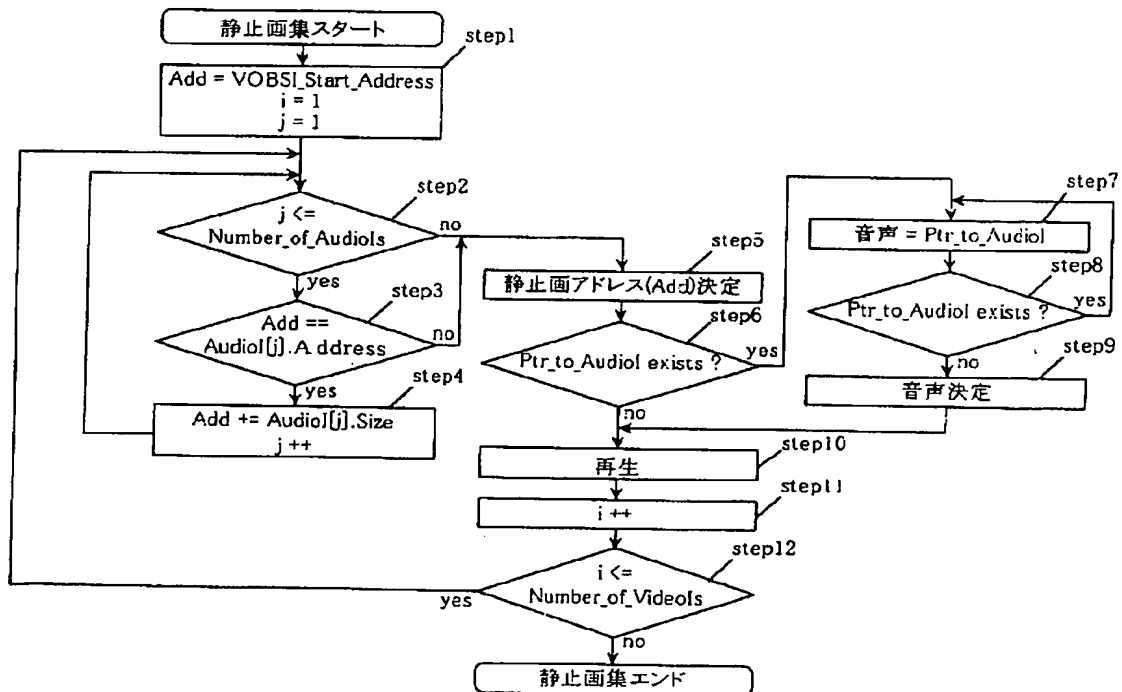 静止画集スタート
step1
Add = VOBSI_Start_Address
i = 1
j = 1
step2
j <=
Number_of_AudioIs
no
yes
step3
Add ==
AudioI[j].Address
no
yes
step4
Add += AudioI[j].Size
j ++
step5
静止画アドレス(Add)決定
step6
Ptr_to_AudioI exists ?
yes
no
step7
音声 = Ptr_to_AudioI
step8
Ptr_to_AudioI exists ?
yes
no
step9
音声決定
step10
再生
step11
i ++
step12
i <=
Number_of_VideoIs
yes
no
静止画集エンド